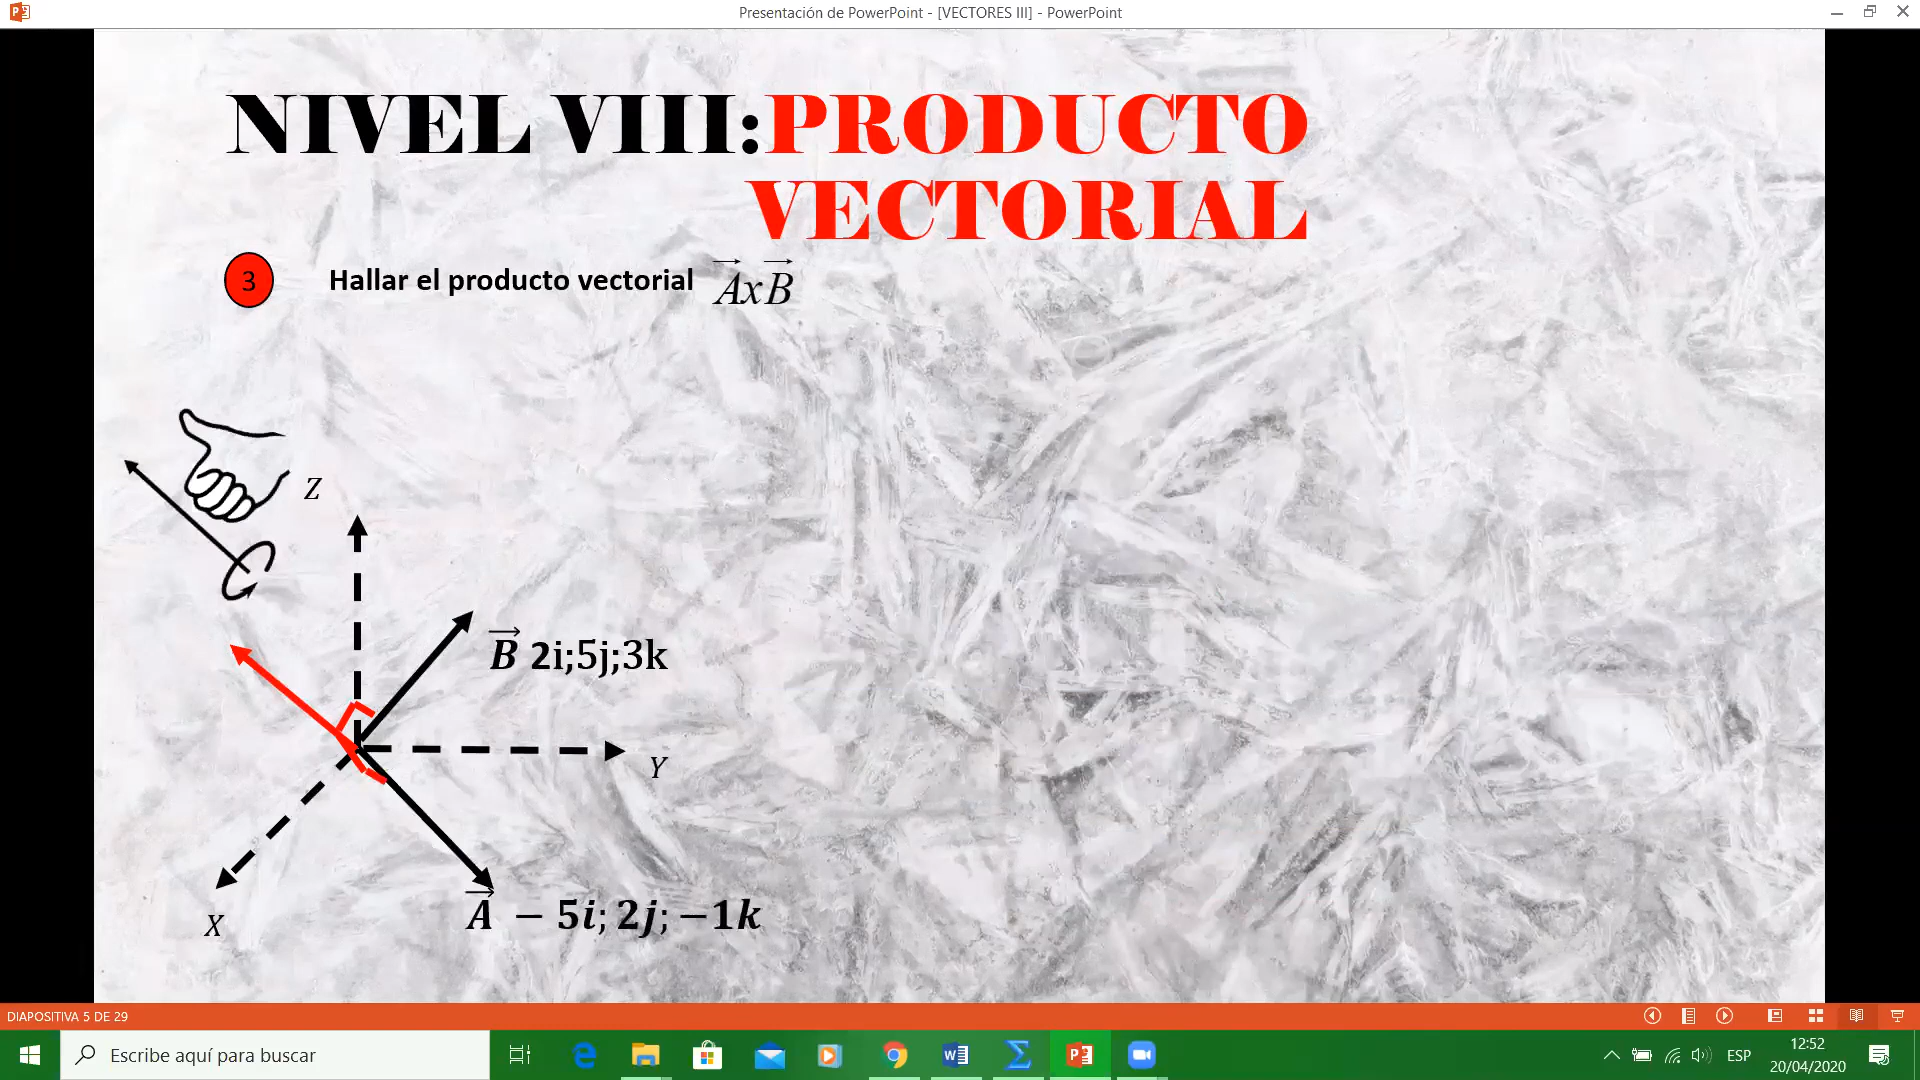 Presentación de PowerPoint - [VECTORES III] - PowerPoint
NIVEL VIII:PRODUCTO
VECTORIAL
3 Hallar el producto vectorial AxB
Z
B 2i;5j;3k
Y
X
A − 5i; 2j; −1k
DIAPOSITIVA 5 DE 29
Escribe aquí para buscar
ESP
12:52
20/04/2020